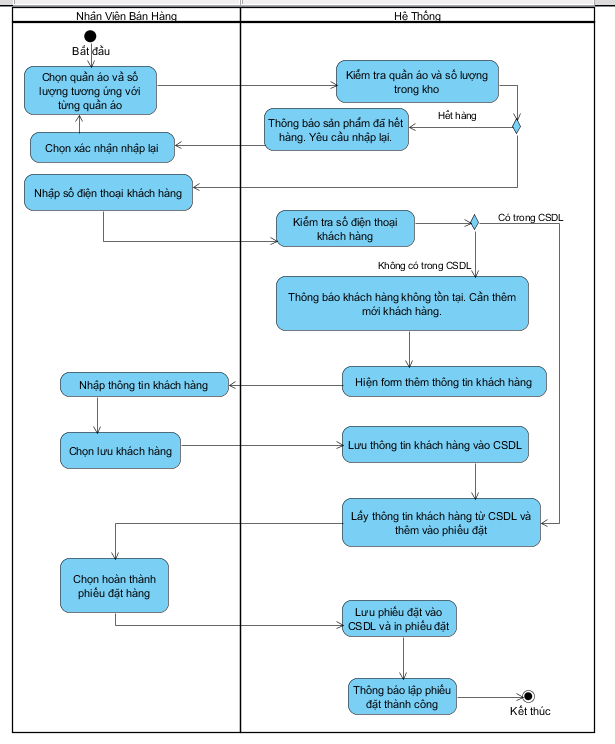 Nhân Viên Bán Hàng
Hệ Thống
Bắt đầu
Chọn quần áo và số
lượng tương ứng với
từng quần áo
Kiểm tra quần áo và số lượng
trong kho
Hết hàng
Thông báo sản phẩm đã hết
hàng. Yêu cầu nhập lại.
Chọn xác nhận nhập lại
Nhập số điện thoại khách hàng
Kiểm tra số điện thoại
khách hàng
Có trong CSDL
Không có trong CSDL
Thông báo khách hàng không tồn tại. Cần thêm
mới khách hàng.
Nhập thông tin khách hàng
Hiện form thêm thông tin khách hàng
Chọn lưu khách hàng
Lưu thông tin khách hàng vào CSDL
Lấy thông tin khách hàng từ CSDL và
thêm vào phiếu đặt
Chọn hoàn thành
phiếu đặt hàng
Lưu phiếu đặt vào
CSDL và in phiếu đặt
Thông báo lập phiếu
đặt thành công
Kết thúc